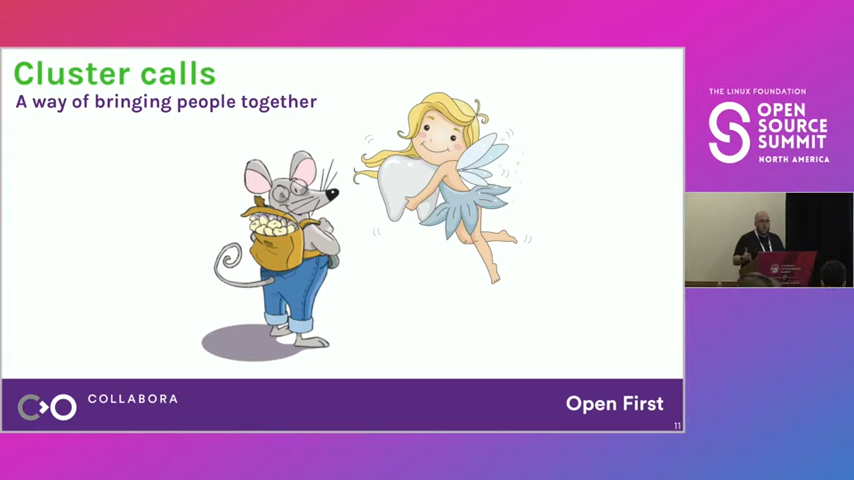 Cluster calls
A way of bringing people together
COLLABORA
Open First
11
THE LINUX FOUNDATION
OPEN
SOURCE
SUMMIT
NORTH AMERICA